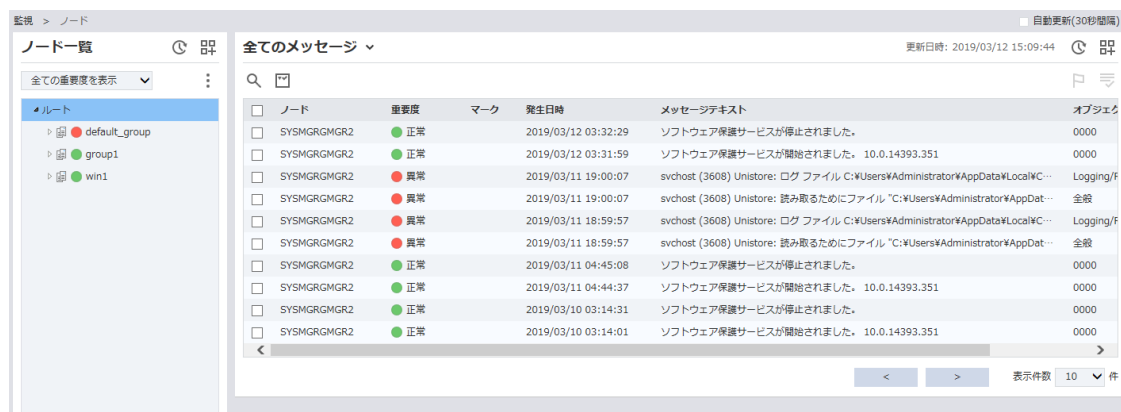 監視 > ノード
自動更新(30秒間隔)
ノード一覧
全ての重要度を表示
ルート
default_group
group1
win1
全てのメッセージ
更新日時: 2019/03/12 15:09:44
ノード 重要度 マーク 発生日時 メッセージテキスト オブジェク
SYSMGRGMGR2 正常 2019/03/12 03:32:29 ソフトウェア保護サービスが停止されました。 0000
SYSMGRGMGR2 正常 2019/03/12 03:31:59 ソフトウェア保護サービスが開始されました。 10.0.14393.351 0000
SYSMGRGMGR2 異常 2019/03/11 19:00:07 svchost (3608) Unistore: ログ ファイル C:¥Users¥Administrator¥AppData¥Local¥C… Logging/F
SYSMGRGMGR2 異常 2019/03/11 19:00:07 svchost (3608) Unistore: 読み取るためにファイル "C:¥Users¥Administrator¥AppDat… 全般
SYSMGRGMGR2 異常 2019/03/11 18:59:57 svchost (3608) Unistore: ログ ファイル C:¥Users¥Administrator¥AppData¥Local¥C… Logging/F
SYSMGRGMGR2 異常 2019/03/11 18:59:57 svchost (3608) Unistore: 読み取るためにファイル "C:¥Users¥Administrator¥AppDat… 全般
SYSMGRGMGR2 正常 2019/03/11 04:45:08 ソフトウェア保護サービスが停止されました。 0000
SYSMGRGMGR2 正常 2019/03/11 04:44:37 ソフトウェア保護サービスが開始されました。 10.0.14393.351 0000
SYSMGRGMGR2 正常 2019/03/10 03:14:31 ソフトウェア保護サービスが停止されました。 0000
SYSMGRGMGR2 正常 2019/03/10 03:14:01 ソフトウェア保護サービスが開始されました。 10.0.14393.351 0000
< > 表示件数 10 件